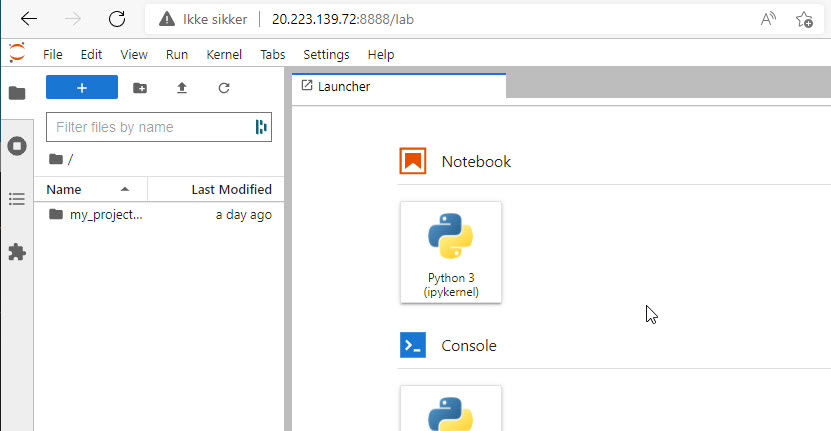 Ikke sikker | 20.223.139.72:8888/lab
File Edit View Run Kernel Tabs Settings Help
Launcher
Filter files by name
/
Name Last Modified
my_project... a day ago
Notebook
Python 3
(ipykernel)
Console